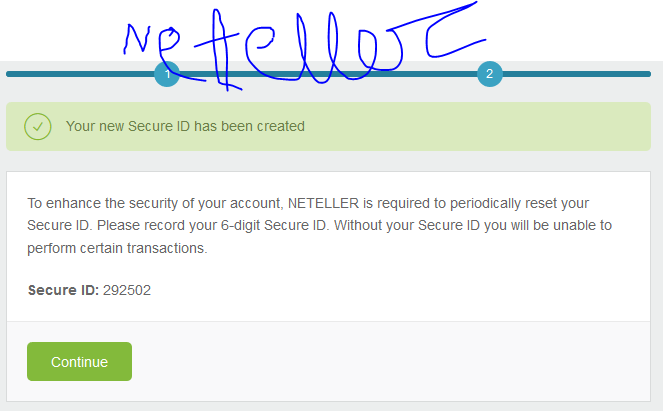 Neteller
1 2
Your new Secure ID has been created
To enhance the security of your account, NETELLER is required to periodically reset your
Secure ID. Please record your 6-digit Secure ID. Without your Secure ID you will be unable to
perform certain transactions.
Secure ID: 292502
Continue